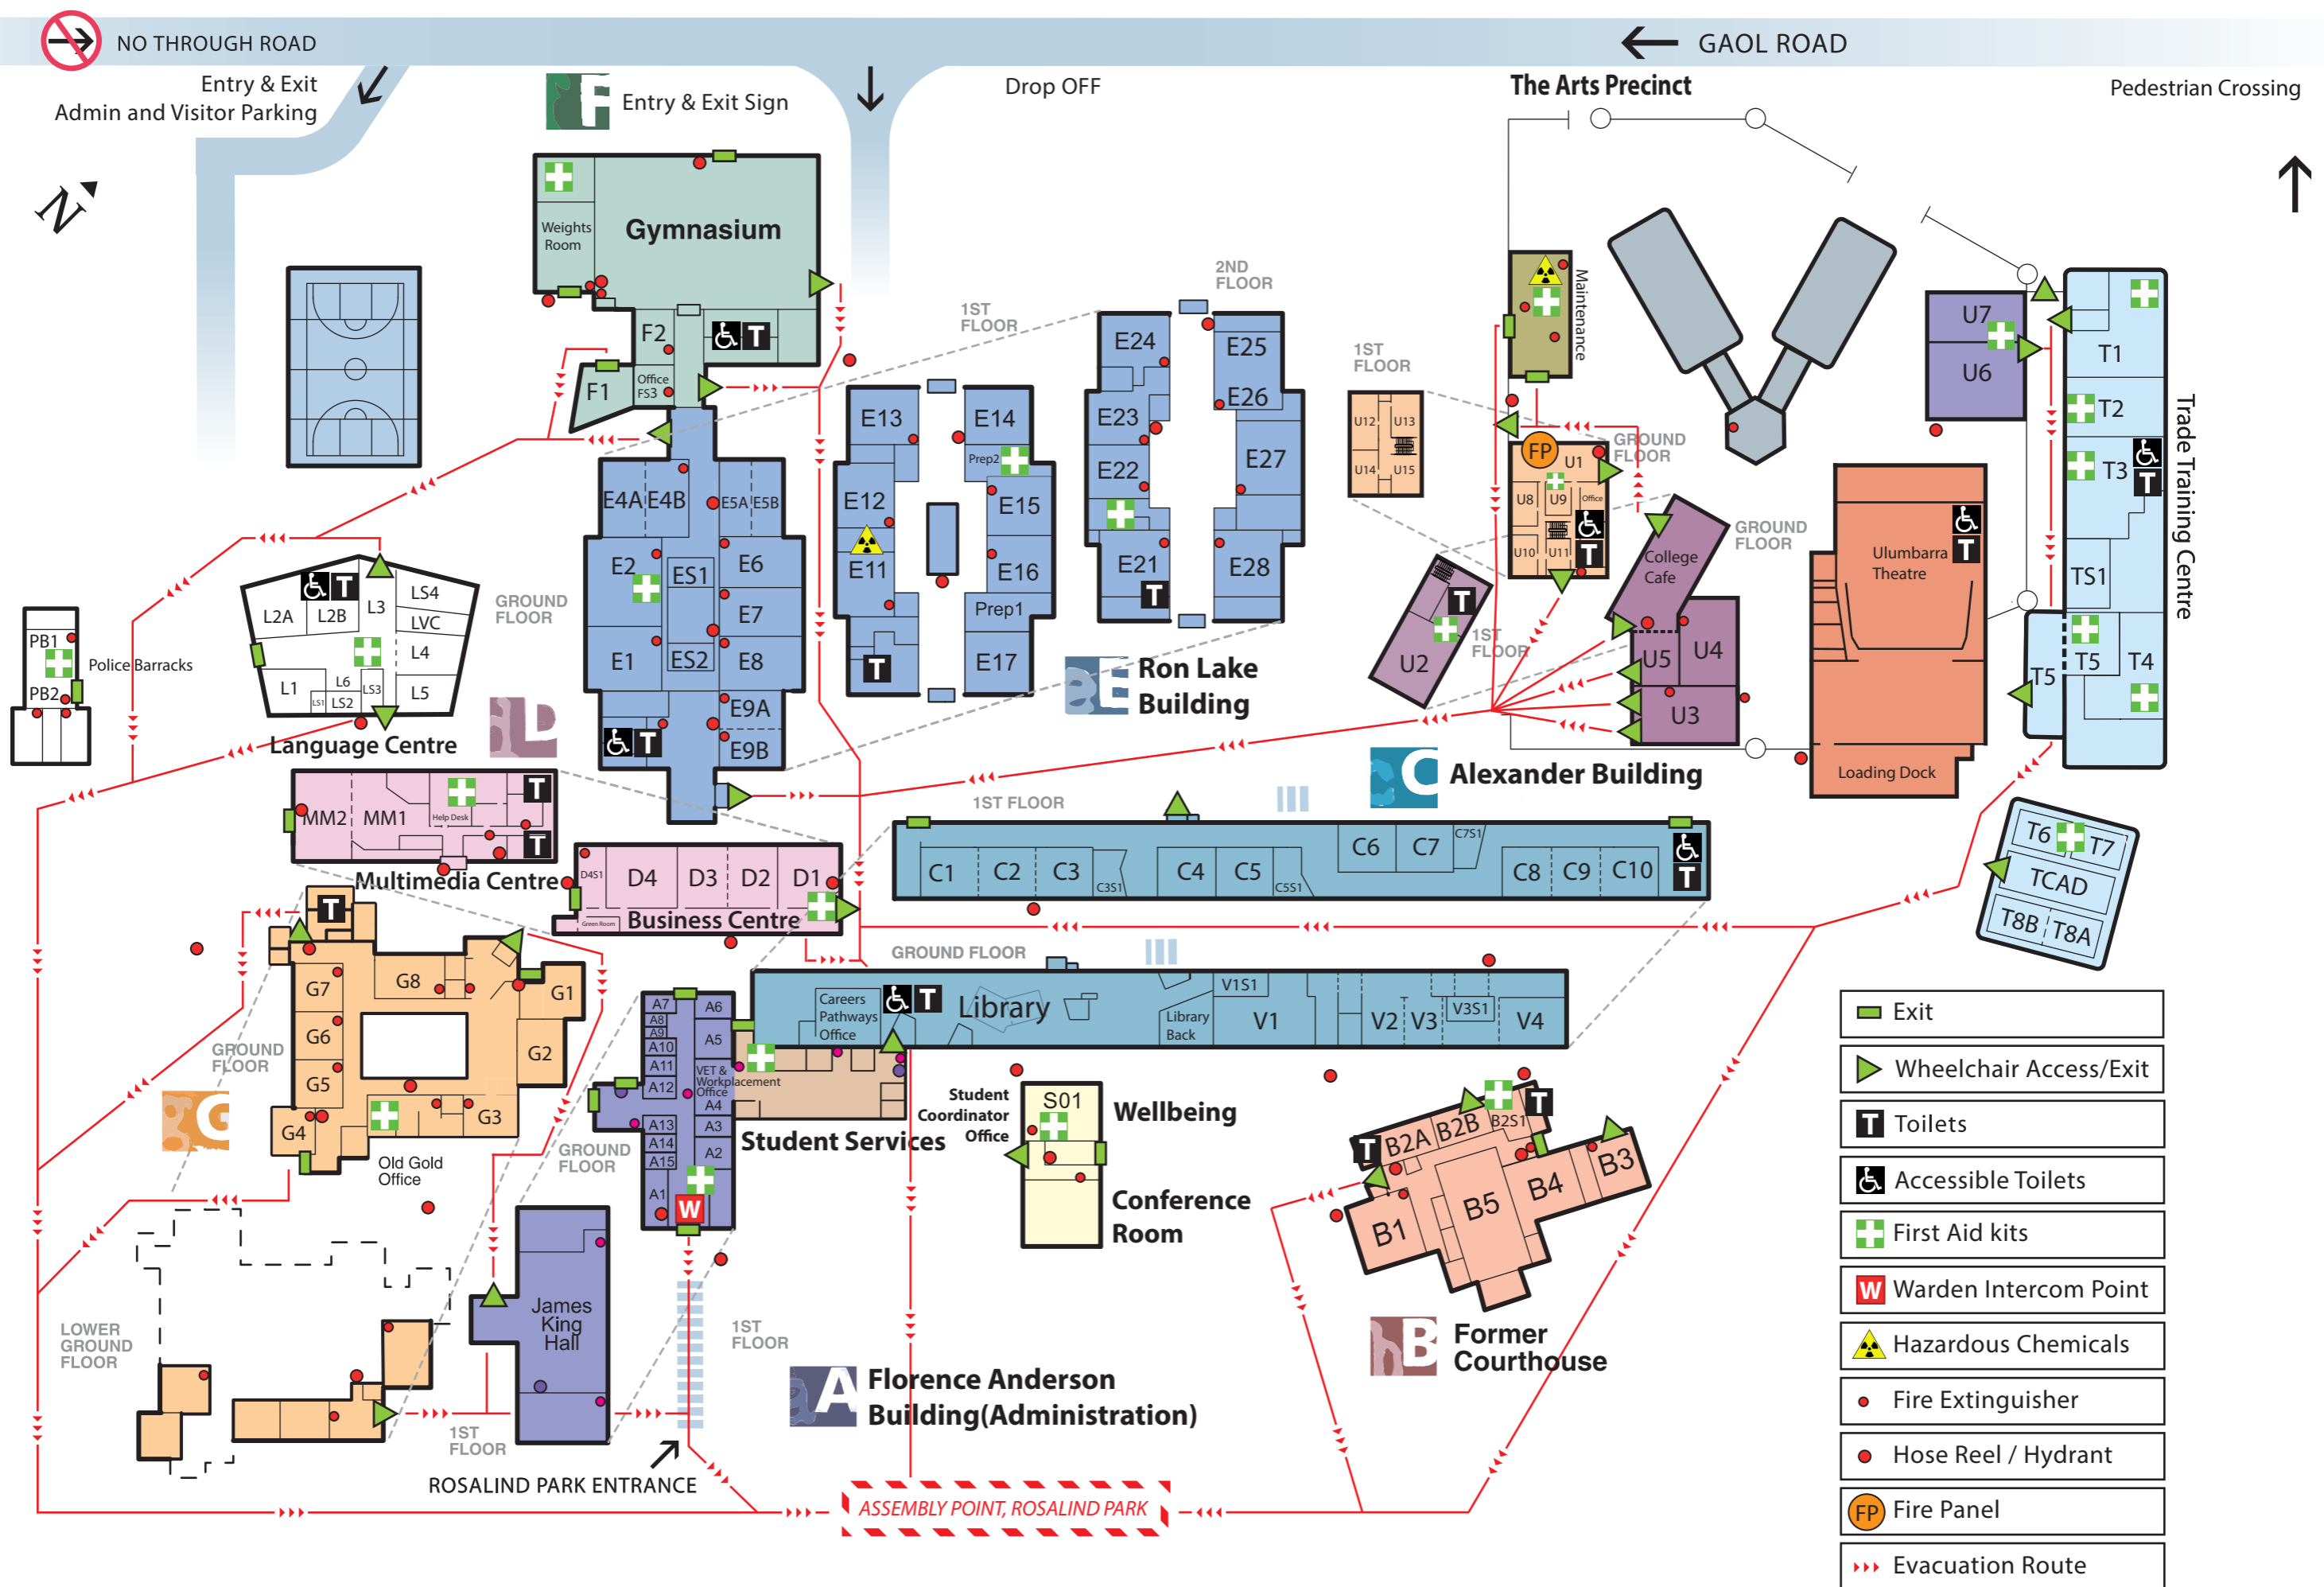 NO THROUGH ROAD
GAOL ROAD
Entry & Exit
Admin and Visitor Parking
F
Entry & Exit Sign
Drop OFF
The Arts Precinct
Pedestrian Crossing
N
Weights
Room
Gymnasium
F2
T
Office
FS3
F1
1ST
FLOOR
2ND
FLOOR
E24
E25
E26
E23
E22
E27
E21
T
E28
E13
E14
Prep2
E12
E15
E11
E16
Prep1
T
E17
E4A
E4B
E5A
E5B
E2
ES1
E6
E7
E1
ES2
E8
E9A
T
E9B
GROUND
FLOOR
E
Ron Lake
Building
Maintenance
1ST
FLOOR
U12
U13
U14
U15
FP
U1
GROUND
FLOOR
U8
U9
Office
U10
U11
T
College
Cafe
GROUND
FLOOR
T
U2
1ST
FLOOR
U5
U4
U3
U7
U6
Ulumbarra
Theatre
T
Loading Dock
T1
T2
T3
T
TS1
T5
T5
T4
Trade Training Centre
T6
T7
TCAD
T8B
T8A
PB1
PB2
Police Barracks
T
L2A
L2B
L3
LS4
LVC
L4
L1
L6
LS1
LS2
LS3
L5
Language Centre
D
MM2
MM1
Help Desk
T
T
Multimedia Centre
D4S1
D4
D3
D2
D1
Green Room
Business Centre
C
Alexander Building
1ST FLOOR
C1
C2
C3
C3S1
C4
C5
C5S1
C6
C7
C7S1
C8
C9
C10
T
GROUND FLOOR
Careers
Pathways
Office
T
Library
Library
Back
V1S1
V1
V2
V3
V3S1
V4
T
G7
G8
G1
G6
G2
G5
G4
G3
GROUND
FLOOR
G
Old Gold
Office
A7
A6
A8
A9
A10
A5
A11
A12
VET &
Workplacement
Office
A4
A13
A3
A14
A2
A15
A1
W
GROUND
FLOOR
Student Services
Student
Coordinator
Office
S01
Wellbeing
Conference
Room
T
B2A
B2B
B2S1
T
B1
B5
B4
B3
B
Former
Courthouse
LOWER
GROUND
FLOOR
James
King
Hall
1ST
FLOOR
1ST
FLOOR
A
Florence Anderson
Building(Administration)
ROSALIND PARK ENTRANCE
ASSEMBLY POINT, ROSALIND PARK
Exit
Wheelchair Access/Exit
T Toilets
Accessible Toilets
First Aid kits
W Warden Intercom Point
Hazardous Chemicals
Fire Extinguisher
Hose Reel / Hydrant
FP Fire Panel
Evacuation Route